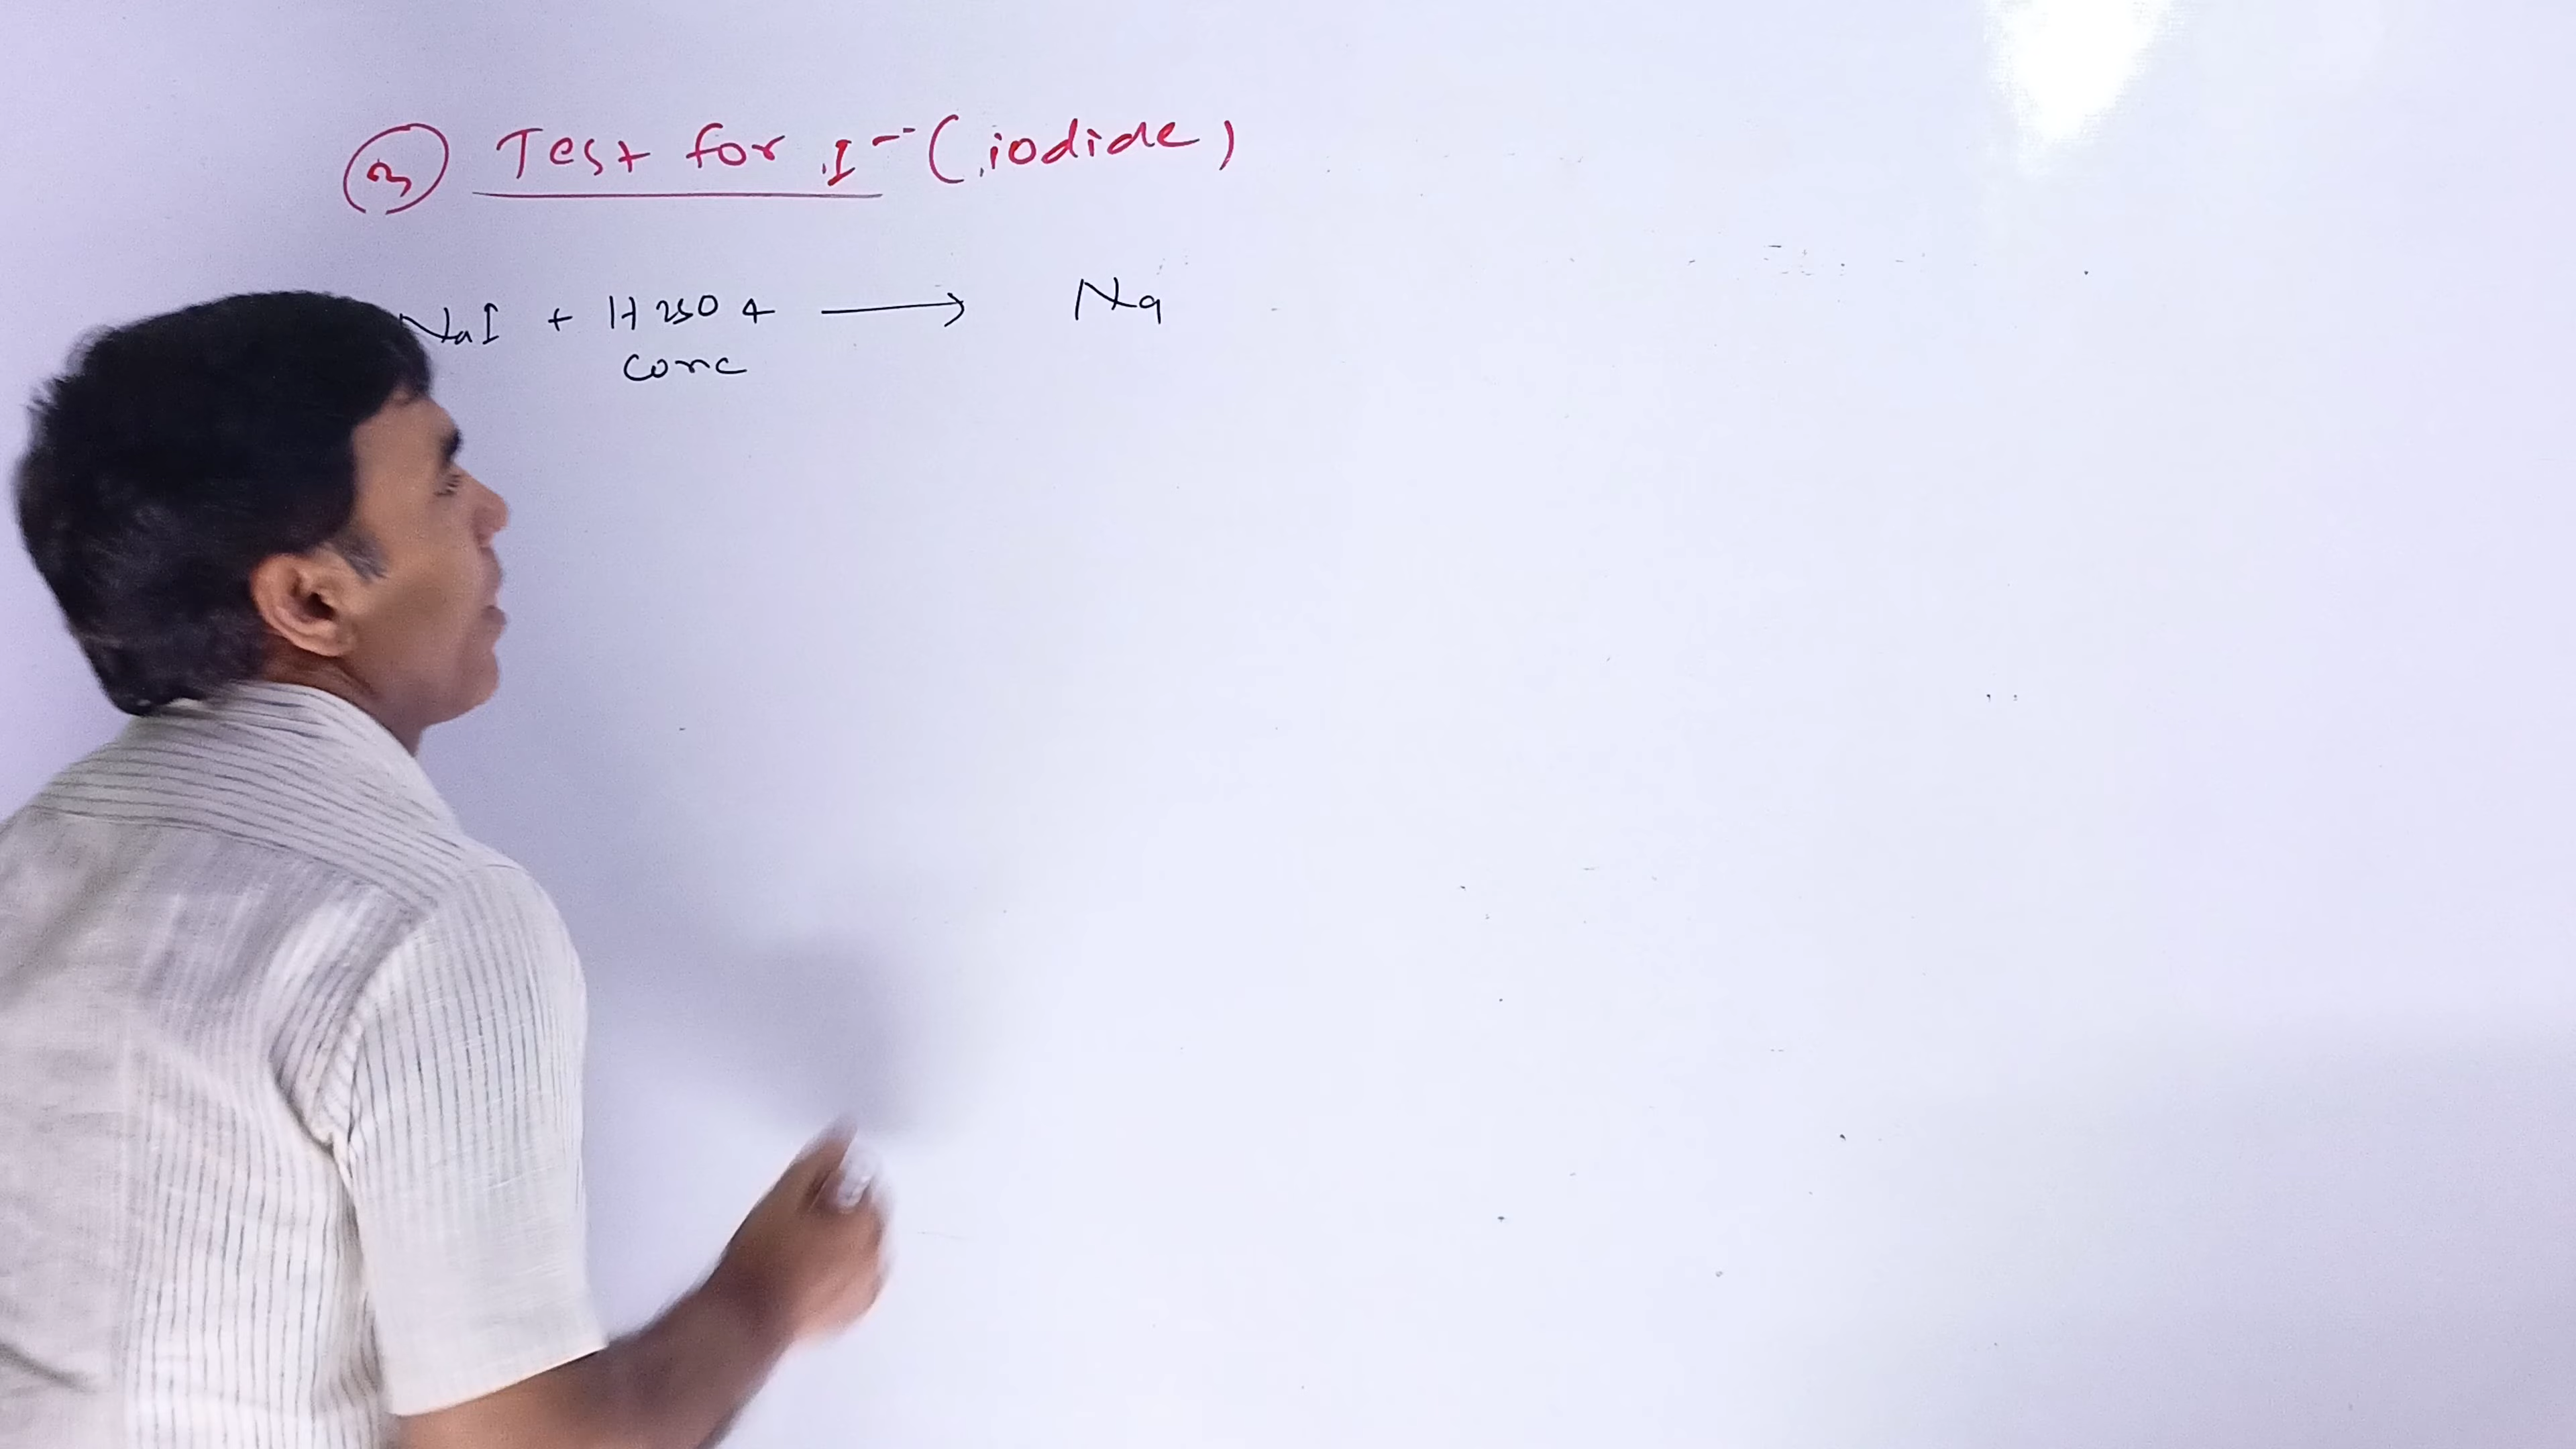 3 Test for I⁻ (iodide)
NaI + H2SO4 ⟶ Na
conc